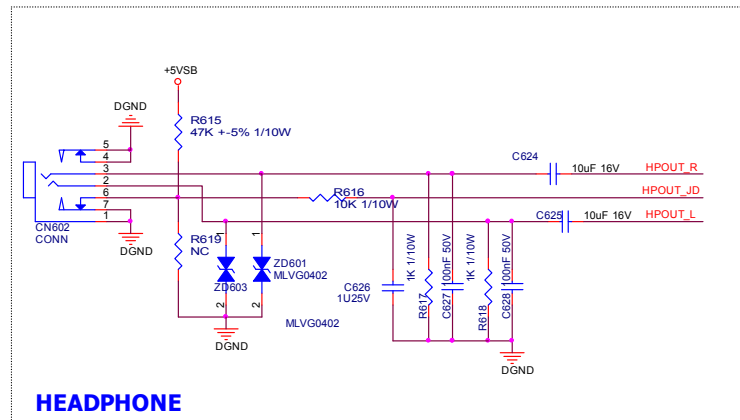 +5VSB
DGND
R615
47K +-5% 1/10W
5
4
3
2
6
7
1
CN602
CONN
DGND
R616
10K 1/10W
C624
10uF 16V
HPOUT_R
HPOUT_JD
C625
10uF 16V
HPOUT_L
R619
NC
1
1
ZD603
ZD601
MLVG0402
2
2
MLVG0402
DGND
C626
1U25V
R617
1K 1/10W
C627
100nF 50V
R618
1K 1/10W
C628
100nF 50V
DGND
HEADPHONE